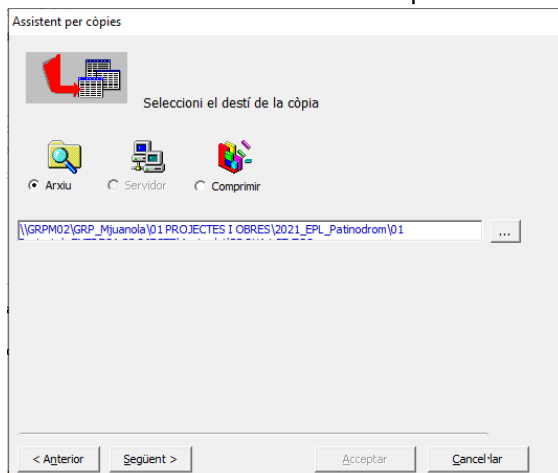 Assistent per còpies
Seleccioni el destí de la còpia
Arxiu
Servidor
Comprimir
\\GRPM02\GRP_Mjuanola\01 PROJECTES I OBRES\2021_EPL_Patinodrom\01
...
< Anterior
Següent >
Acceptar
Cancel·lar